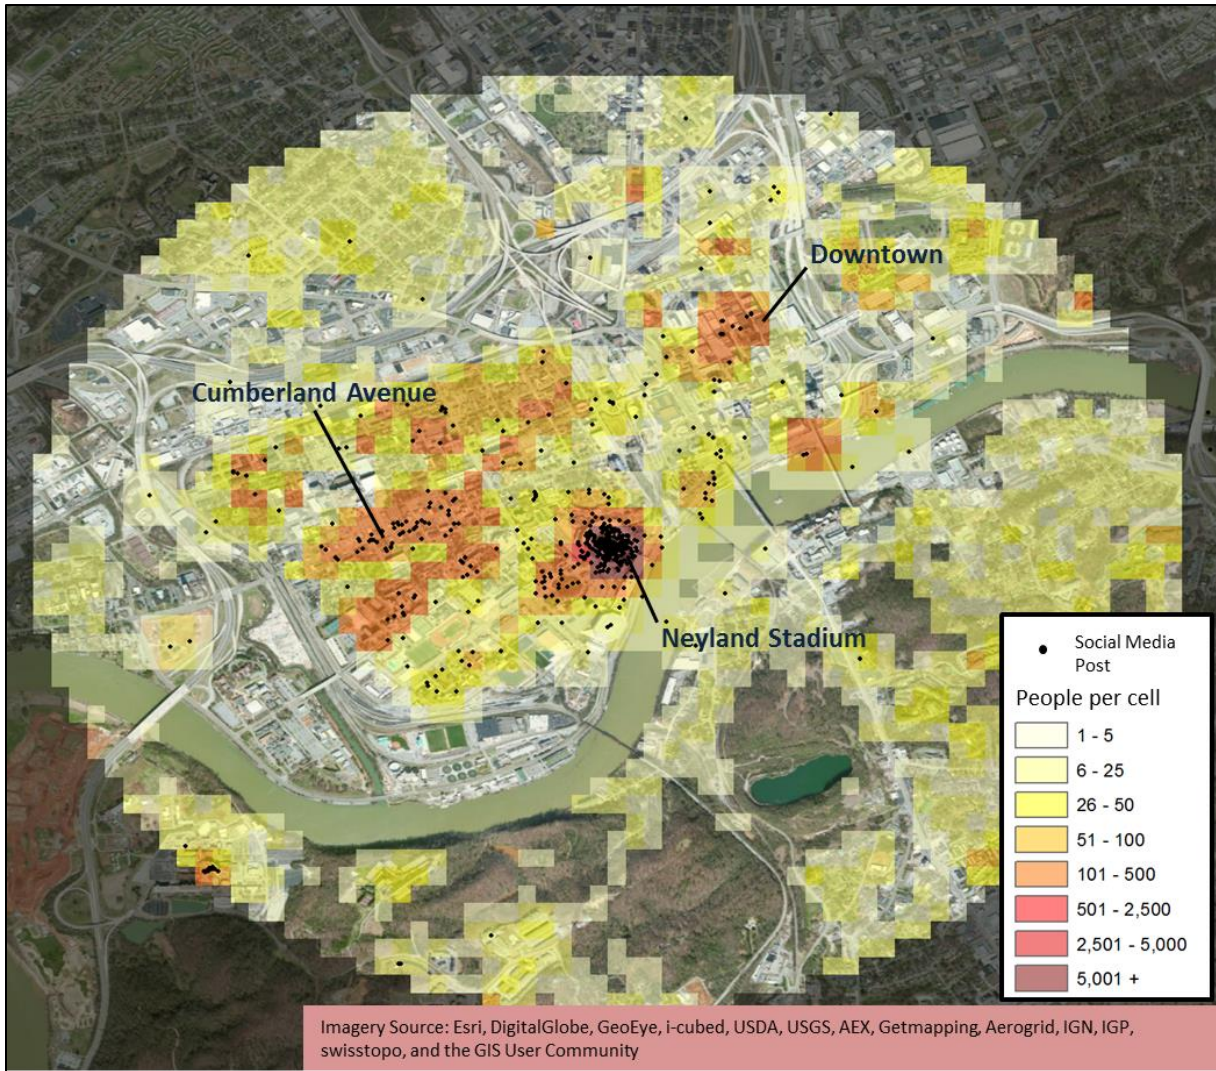 Downtown
Cumberland Avenue
Neyland Stadium
Social Media
Post
People per cell
1 - 5
6 - 25
26 - 50
51 - 100
101 - 500
501 - 2,500
2,501 - 5,000
5,001 +
Imagery Source: Esri, DigitalGlobe, GeoEye, i-cubed, USDA, USGS, AEX, Getmapping, Aerogrid, IGN, IGP,
swisstopo, and the GIS User Community